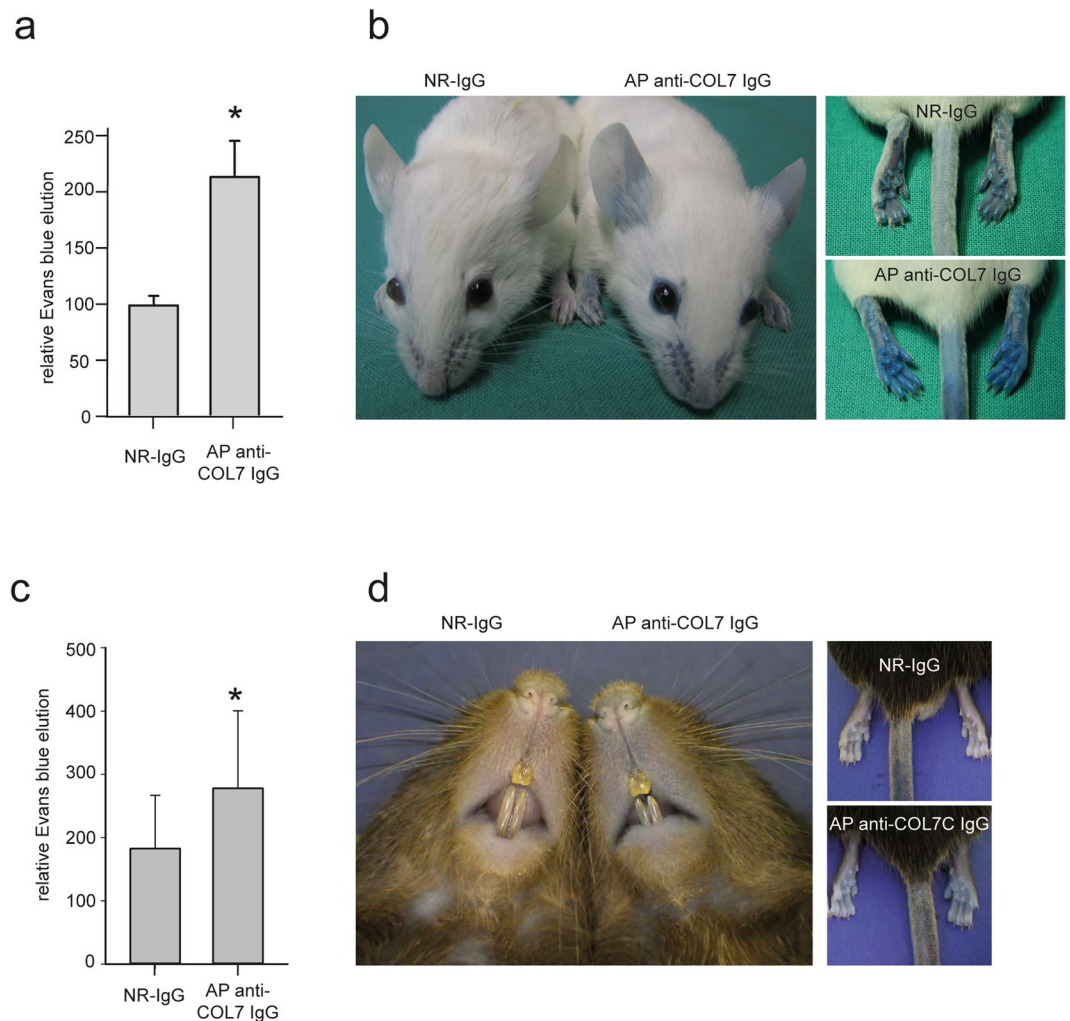 a
relative Evans blue elution
250
200
250
100
50
0
*
NR-IgG
AP anti-
COL7 IgG
b
NR-IgG
AP anti-COL7 IgG
NR-IgG
AP anti-COL7 IgG
c
relative Evans blue elution
500
400
300
200
100
0
*
NR-IgG
AP anti-
COL7 IgG
d
NR-IgG
AP anti-COL7 IgG
NR-IgG
AP anti-COL7C IgG